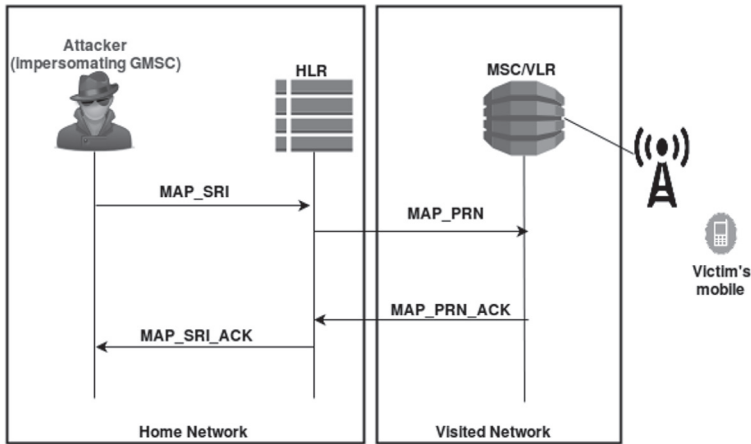 Attacker
(impersomating GMSC)
HLR
MSC/VLR
MAP_SRI
MAP_PRN
Victim's
mobile
MAP_PRN_ACK
MAP_SRI_ACK
Home Network
Visited Network